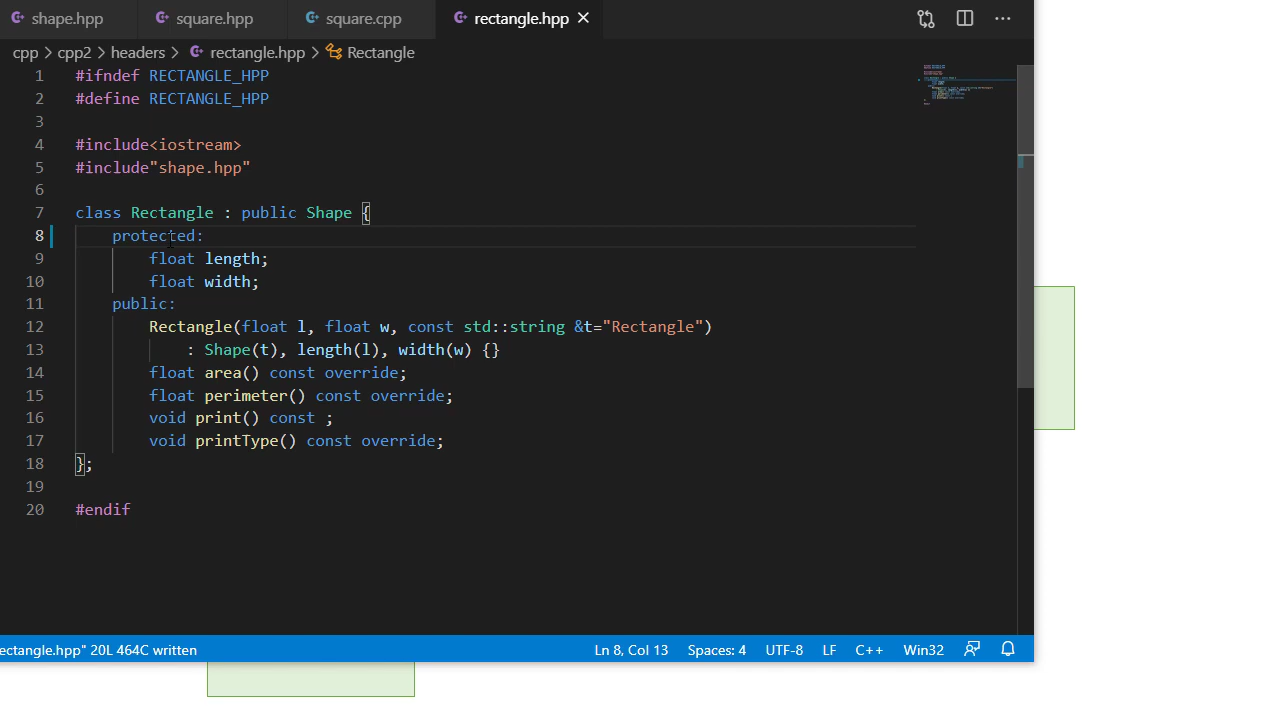 shape.hpp square.hpp square.cpp rectangle.hpp
cpp > cpp2 > headers > rectangle.hpp > Rectangle
1 #ifndef RECTANGLE_HPP
2 #define RECTANGLE_HPP
3
4 #include<iostream>
5 #include"shape.hpp"
6
7 class Rectangle : public Shape {
8 protected:
9 float length;
10 float width;
11 public:
12 Rectangle(float l, float w, const std::string &t="Rectangle")
13 : Shape(t), length(l), width(w) {}
14 float area() const override;
15 float perimeter() const override;
16 void print() const ;
17 void printType() const override;
18 };
19
20 #endif
ectangle.hpp" 20L 464C written Ln 8, Col 13 Spaces: 4 UTF-8 LF C++ Win32